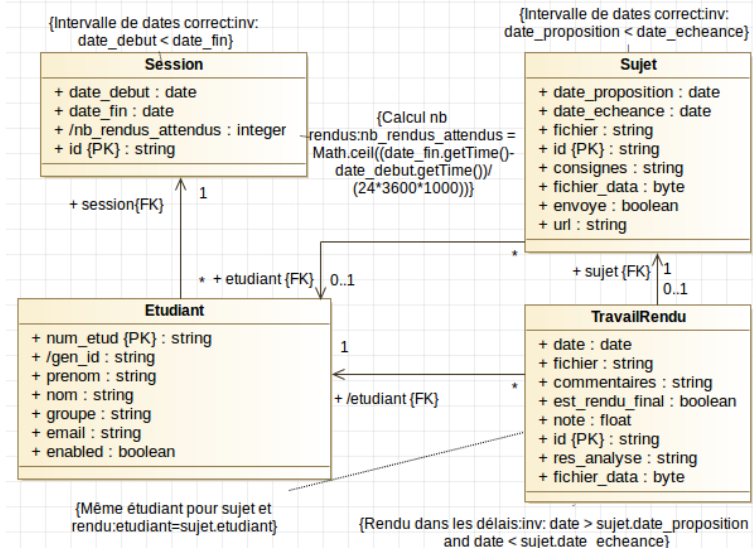 {Intervalle de dates correct:inv:
date_debut < date_fin}
Session
+ date_debut : date
+ date_fin : date
+ /nb_rendus_attendus : integer
+ id {PK} : string
{Calcul nb
rendus:nb_rendus_attendus =
Math.ceil((date_fin.getTime()-
date_debut.getTime())/
(24*3600*1000))}
{Intervalle de dates correct:inv:
date_proposition < date_echeance}
Sujet
+ date_proposition : date
+ date_echeance : date
+ fichier : string
+ id {PK} : string
+ consignes : string
+ fichier_data : byte
+ envoye : boolean
+ url : string
1
+ session{FK}
*
+ etudiant {FK}
0..1
*
+ sujet {FK}
1
0..1
Etudiant
+ num_etud {PK} : string
+ /gen_id : string
+ prenom : string
+ nom : string
+ groupe : string
+ email : string
+ enabled : boolean
1
*
+ /etudiant {FK}
TravailRendu
+ date : date
+ fichier : string
+ commentaires : string
+ est_rendu_final : boolean
+ note : float
+ id {PK} : string
+ res_analyse : string
+ fichier_data : byte
{Même étudiant pour sujet et
rendu:etudiant=sujet.etudiant}
{Rendu dans les délais:inv: date > sujet.date_proposition
and date < sujet.date_echeance}